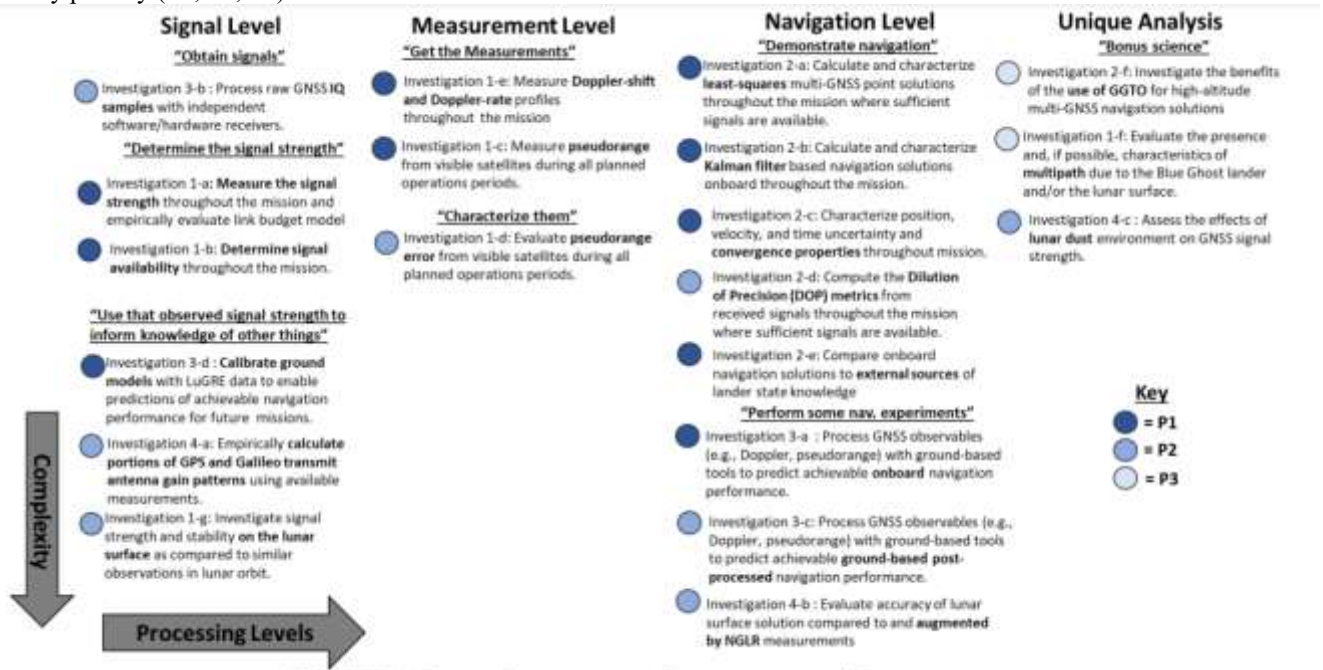 Signal Level
"Obtain signals"
Investigation 3-b : Process raw GNSS IQ
samples with independent
software/hardware receivers.
"Determine the signal strength"
Investigation 1-a: Measure the signal
strength throughout the mission and
empirically evaluate link budget model
Investigation 1-b: Determine signal
availability throughout the mission.
"Use that observed signal strength to
inform knowledge of other things"
Investigation 3-d : Calibrate ground
models with LuGRE data to enable
predictions of achievable navigation
performance for future missions.
Investigation 4-a: Empirically calculate
portions of GPS and Galileo transmit
antenna gain patterns using available
measurements.
Investigation 1-g: Investigate signal
strength and stability on the lunar
surface as compared to similar
observations in lunar orbit.
Measurement Level
"Get the Measurements"
Investigation 1-e: Measure Doppler-shift
and Doppler-rate profiles
throughout the mission
Investigation 1-c: Measure pseudorange
from visible satellites during all planned
operations periods.
"Characterize them"
Investigation 1-d: Evaluate pseudorange
error from visible satellites during all
planned operations periods.
Navigation Level
"Demonstrate navigation"
Investigation 2-a: Calculate and characterize
least-squares multi-GNSS point solutions
throughout the mission where sufficient
signals are available.
Investigation 2-b: Calculate and characterize
Kalman filter based navigation solutions
onboard throughout the mission.
Investigation 2-c: Characterize position,
velocity, and time uncertainty and
convergence properties throughout mission.
Investigation 2-d: Compute the Dilution
of Precision (DOP) metrics from
received signals throughout the mission
where sufficient signals are available.
Investigation 2-e: Compare onboard
navigation solutions to external sources of
lander state knowledge
"Perform some nav. experiments"
Investigation 3-a : Process GNSS observables
(e.g., Doppler, pseudorange) with ground-based
tools to predict achievable onboard navigation
performance.
Investigation 3-c: Process GNSS observables (e.g.,
Doppler, pseudorange) with ground-based tools
to predict achievable ground-based post-
processed navigation performance.
Investigation 4-b : Evaluate accuracy of lunar
surface solution compared to and augmented
by NGLR measurements
Unique Analysis
"Bonus science"
Investigation 2-f: Investigate the benefits
of the use of GGTO for high-altitude
multi-GNSS navigation solutions
Investigation 1-f: Evaluate the presence
and, if possible, characteristics of
multipath due to the Blue Ghost lander
and/or the lunar surface.
Investigation 4-c : Assess the effects of
lunar dust environment on GNSS signal
strength.
Key
= P1
= P2
= P3
Complexity
Processing Levels